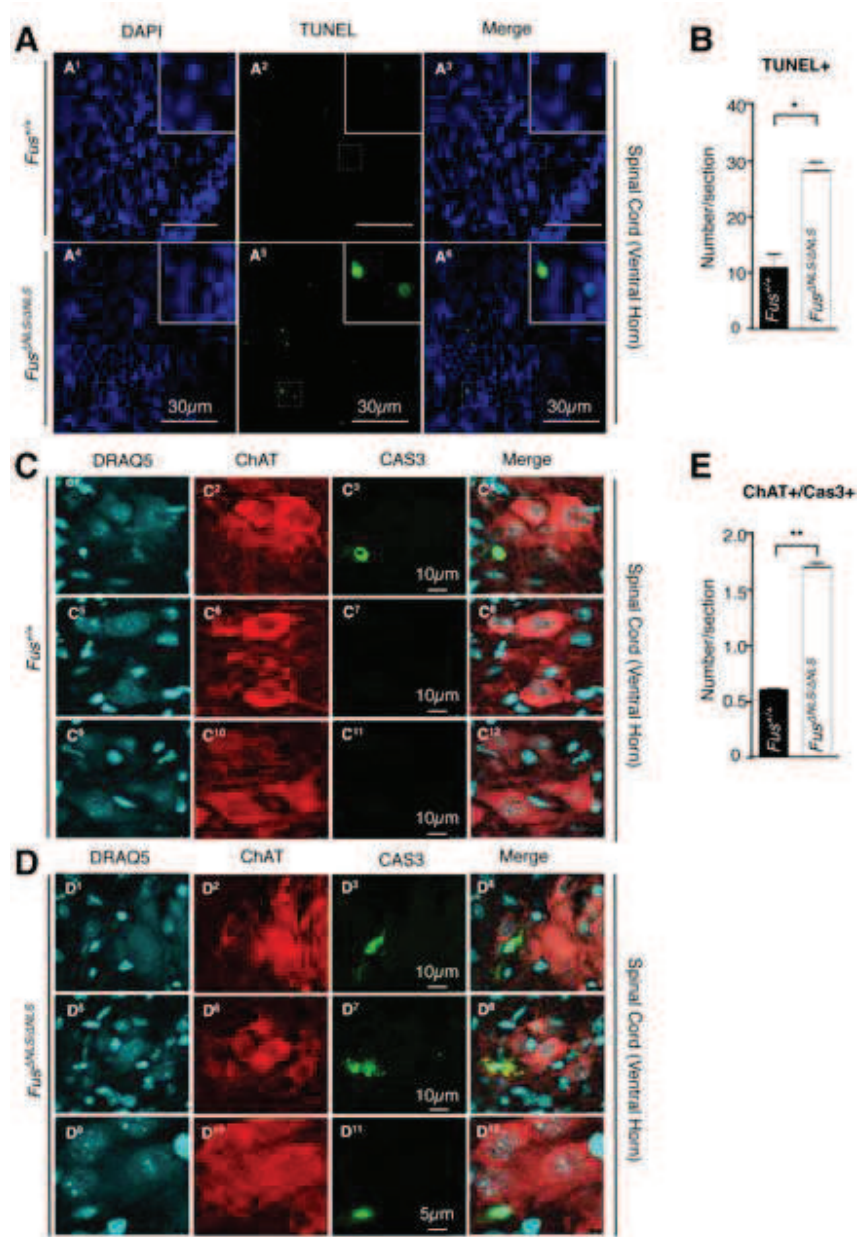 A
DAPI
TUNEL
Merge
Fus+/+
A1
A2
A3
FusΔNLS/ΔNLS
A4
A5
A6
30μm
30μm
30μm
Spinal Cord (Ventral Horn)
B
TUNEL+
Number/section
40
30
20
10
0
*
Fus+/+
FusΔNLS/ΔNLS
C
DRAQ5
ChAT
CAS3
Merge
Fus+/+
C2
C3
10μm
C5
C6
C7
10μm
C8
C9
C10
C11
10μm
C12
Spinal Cord (Ventral Horn)
E
ChAT+/Cas3+
Number/section
2.0
1.5
1.0
0.5
0
**
Fus+/+
FusΔNLS/ΔNLS
D
DRAQ5
ChAT
CAS3
Merge
FusΔNLS/ΔNLS
D1
D2
D3
10μm
D4
D5
D6
D7
10μm
D8
D9
D10
D11
5μm
D12
Spinal Cord (Ventral Horn)